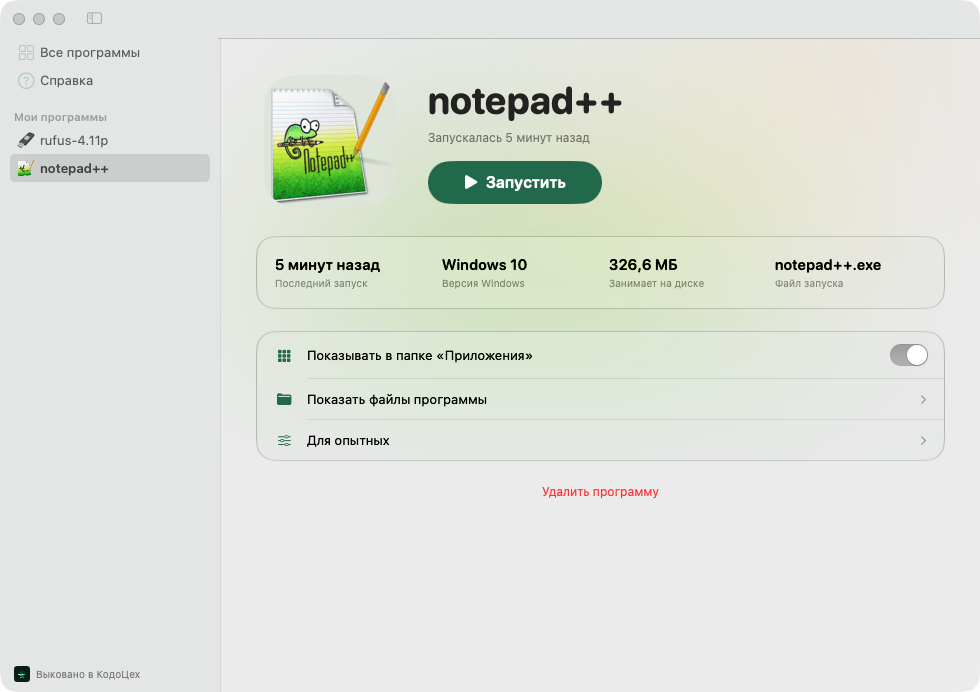 Все программы
Справка
Мои программы
rufus-4.11p
notepad++
Notepad++
notepad++
Запускалась 5 минут назад
Запустить
5 минут назад
Последний запуск
Windows 10
Версия Windows
326,6 МБ
Занимает на диске
notepad++.exe
Файл запуска
Показывать в папке «Приложения»
Показать файлы программы
Для опытных
Удалить программу
Выковано в КодоЦех